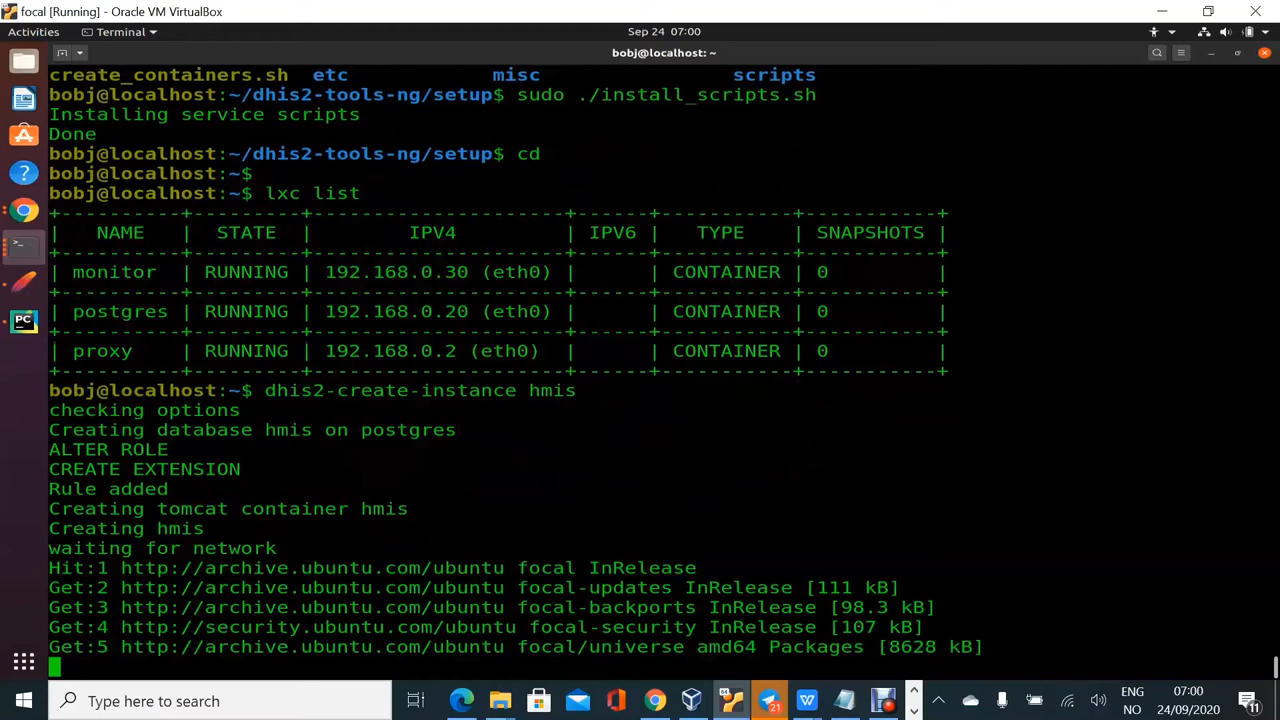 focal [Running] - Oracle VM VirtualBox
Activities Terminal Sep 24 07:00
bobj@localhost: ~
create_containers.sh etc misc scripts
bobj@localhost:~/dhis2-tools-ng/setup$ sudo ./install_scripts.sh
Installing service scripts
Done
bobj@localhost:~/dhis2-tools-ng/setup$ cd
bobj@localhost:~$
bobj@localhost:~$ lxc list
+----------+---------+---------------------+------+-----------+-----------+
| NAME | STATE | IPV4 | IPV6 | TYPE | SNAPSHOTS |
+----------+---------+---------------------+------+-----------+-----------+
| monitor | RUNNING | 192.168.0.30 (eth0) | | CONTAINER | 0 |
+----------+---------+---------------------+------+-----------+-----------+
| postgres | RUNNING | 192.168.0.20 (eth0) | | CONTAINER | 0 |
+----------+---------+---------------------+------+-----------+-----------+
| proxy | RUNNING | 192.168.0.2 (eth0) | | CONTAINER | 0 |
+----------+---------+---------------------+------+-----------+-----------+
bobj@localhost:~$ dhis2-create-instance hmis
checking options
Creating database hmis on postgres
ALTER ROLE
CREATE EXTENSION
Rule added
Creating tomcat container hmis
Creating hmis
waiting for network
Hit:1 http://archive.ubuntu.com/ubuntu focal InRelease
Get:2 http://archive.ubuntu.com/ubuntu focal-updates InRelease [111 kB]
Get:3 http://archive.ubuntu.com/ubuntu focal-backports InRelease [98.3 kB]
Get:4 http://security.ubuntu.com/ubuntu focal-security InRelease [107 kB]
Get:5 http://archive.ubuntu.com/ubuntu focal/universe amd64 Packages [8628 kB]
PC
Type here to search
21
W
ENG
NO
07:00
24/09/2020
11